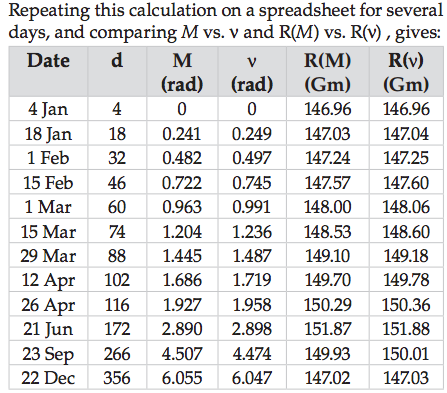 Repeating this calculation on a spreadsheet for several
days, and comparing M vs. ν and R(M) vs. R(ν) , gives:
Date d M ν R(M) R(ν)
(rad) (rad) (Gm) (Gm)
4 Jan 4 0 0 146.96 146.96
18 Jan 18 0.241 0.249 147.03 147.04
1 Feb 32 0.482 0.497 147.24 147.25
15 Feb 46 0.722 0.745 147.57 147.60
1 Mar 60 0.963 0.991 148.00 148.06
15 Mar 74 1.204 1.236 148.53 148.60
29 Mar 88 1.445 1.487 149.10 149.18
12 Apr 102 1.686 1.719 149.70 149.78
26 Apr 116 1.927 1.958 150.29 150.36
21 Jun 172 2.890 2.898 151.87 151.88
23 Sep 266 4.507 4.474 149.93 150.01
22 Dec 356 6.055 6.047 147.02 147.03